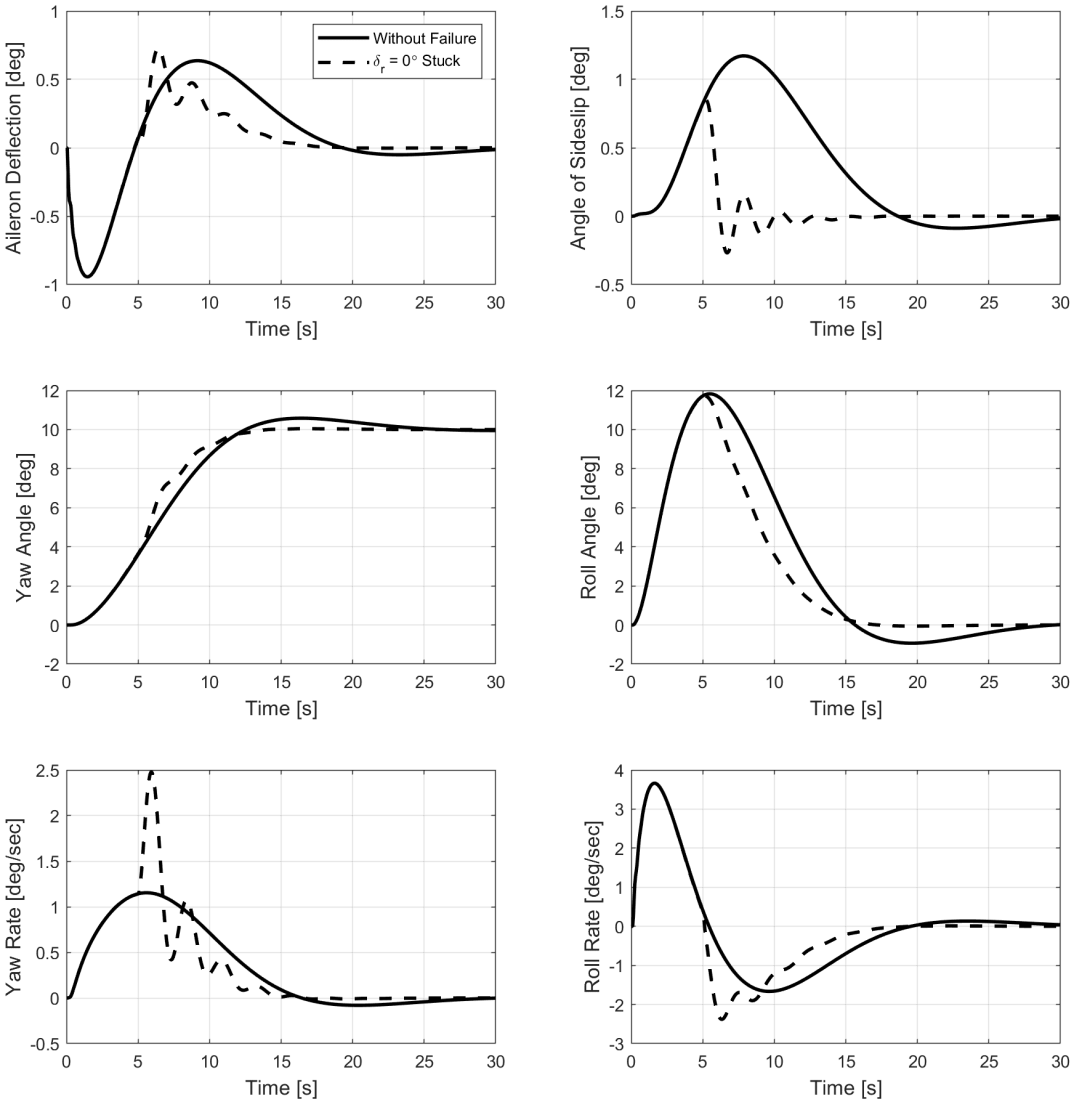 1
0.5
0
-0.5
-1
Aileron Deflection [deg]
Without Failure
δr = 0° Stuck
0 5 10 15 20 25 30
Time [s]
1.5
1
0.5
0
-0.5
Angle of Sideslip [deg]
0 5 10 15 20 25 30
Time [s]
12
10
8
6
4
2
0
-2
Yaw Angle [deg]
0 5 10 15 20 25 30
Time [s]
12
10
8
6
4
2
0
-2
Roll Angle [deg]
0 5 10 15 20 25 30
Time [s]
2.5
2
1.5
1
0.5
0
-0.5
Yaw Rate [deg/sec]
0 5 10 15 20 25 30
Time [s]
4
3
2
1
0
-1
-2
-3
Roll Rate [deg/sec]
0 5 10 15 20 25 30
Time [s]